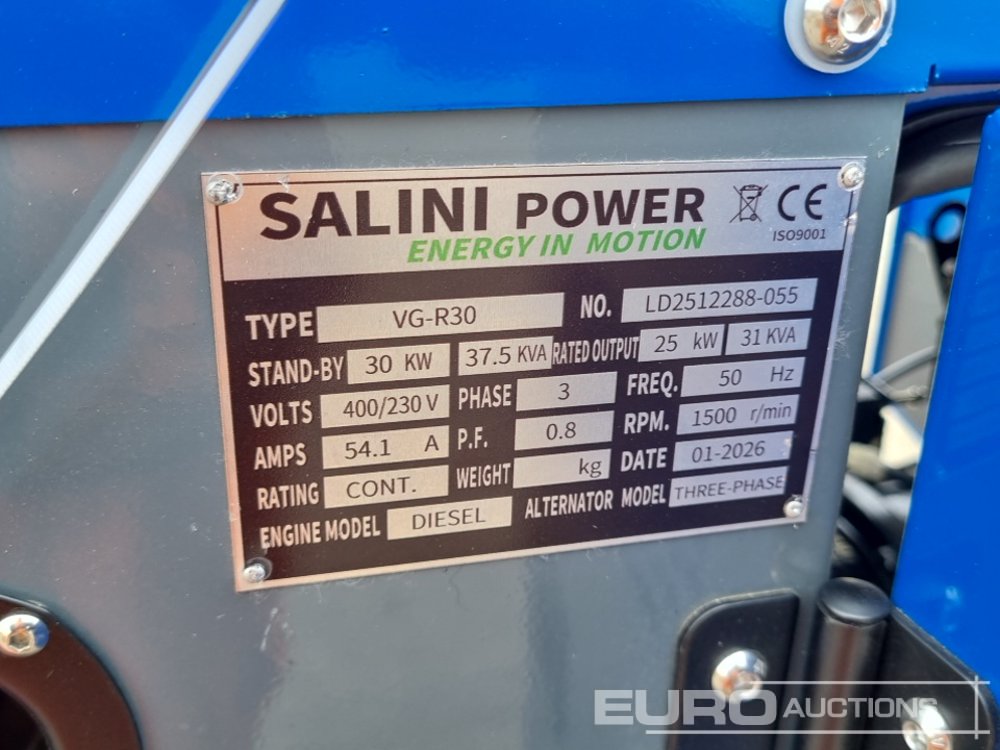 SALINI POWER
ENERGY IN MOTION
CE
ISO9001
TYPE VG-R30 NO. LD2512288-055
STAND-BY 30 KW 37.5 KVA RATED OUTPUT 25 kW 31 KVA
VOLTS 400/230 V PHASE 3 FREQ. 50 Hz
AMPS 54.1 A P.F. 0.8 RPM. 1500 r/min
RATING CONT. WEIGHT kg DATE 01-2026
ENGINE MODEL DIESEL ALTERNATOR MODEL THREE-PHASE
EURO AUCTIONS